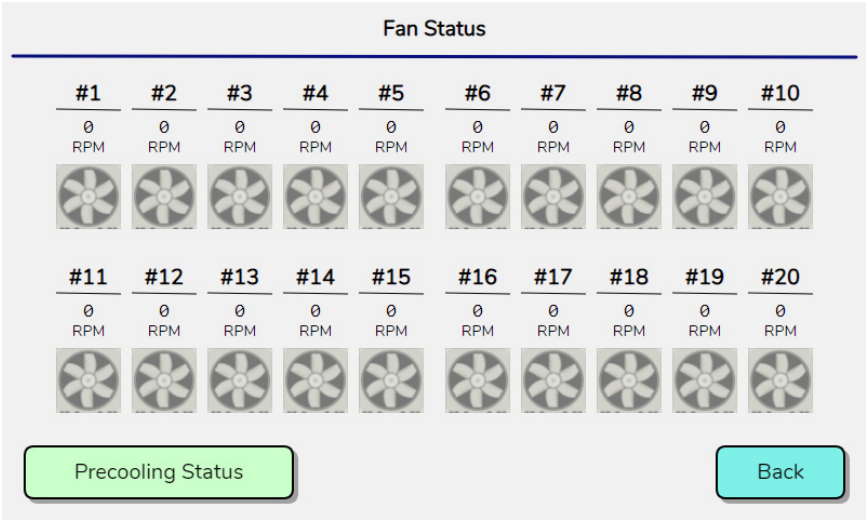 Fan Status
#1 #2 #3 #4 #5 #6 #7 #8 #9 #10
0 0 0 0 0 0 0 0 0 0
RPM RPM RPM RPM RPM RPM RPM RPM RPM RPM
#11 #12 #13 #14 #15 #16 #17 #18 #19 #20
0 0 0 0 0 0 0 0 0 0
RPM RPM RPM RPM RPM RPM RPM RPM RPM RPM
Precooling Status Back